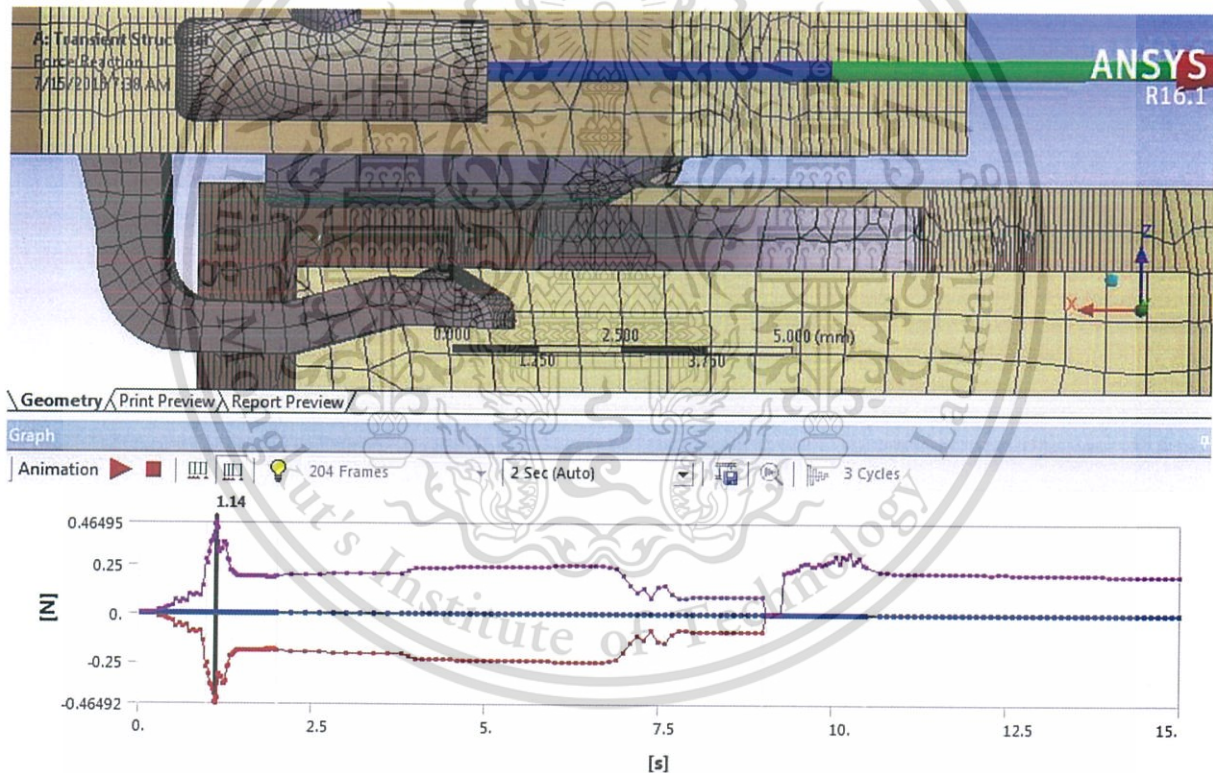 A: Transient Structural
Force Reaction
7:38 AM
ANSYS
R16.1
Z
X
0.000
2.500
5.000 (mm)
1.250
3.750
Geometry
Print Preview
Report Preview
Graph
Animation
204 Frames
2 Sec (Auto)
3 Cycles
1.14
0.46495
0.25
0.
-0.25
-0.46492
[N]
0.
2.5
5.
7.5
10.
12.5
15.
[s]
King Mongkut's Institute of Technology Ladkrabang